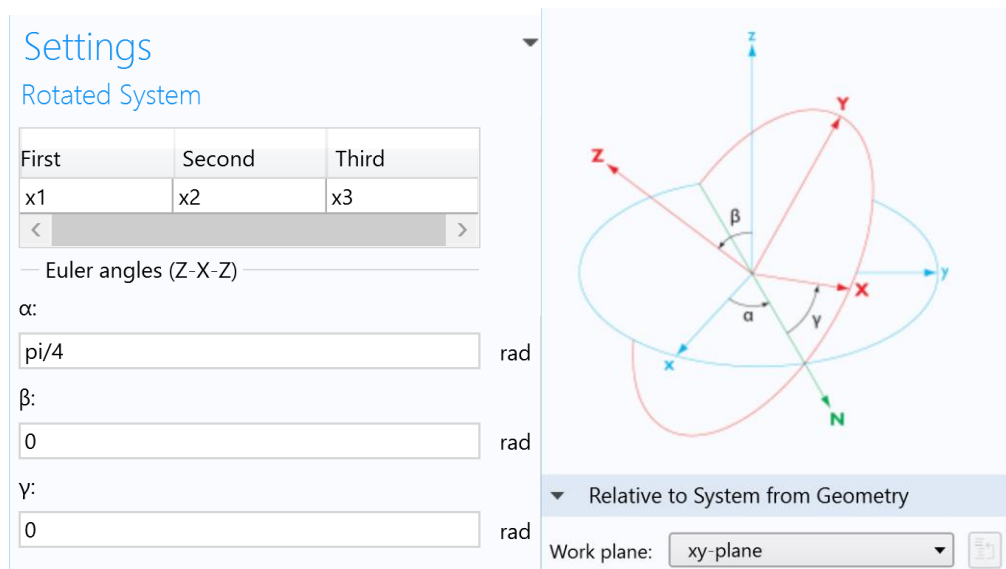 Settings
Rotated System
First Second Third
x1 x2 x3
Euler angles (Z-X-Z)
α:
pi/4 rad
β:
0 rad
γ:
0 rad
z
Y
Z
β
y
X
α
γ
x
N
Relative to System from Geometry
Work plane: xy-plane